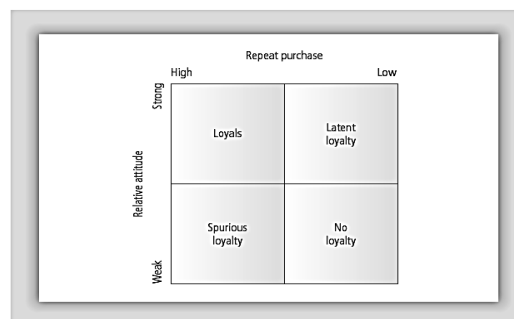 Repeat purchase
High
Low
Strong
Loyals
Latent
loyalty
Relative attitude
Spurious
loyalty
No
loyalty
Weak